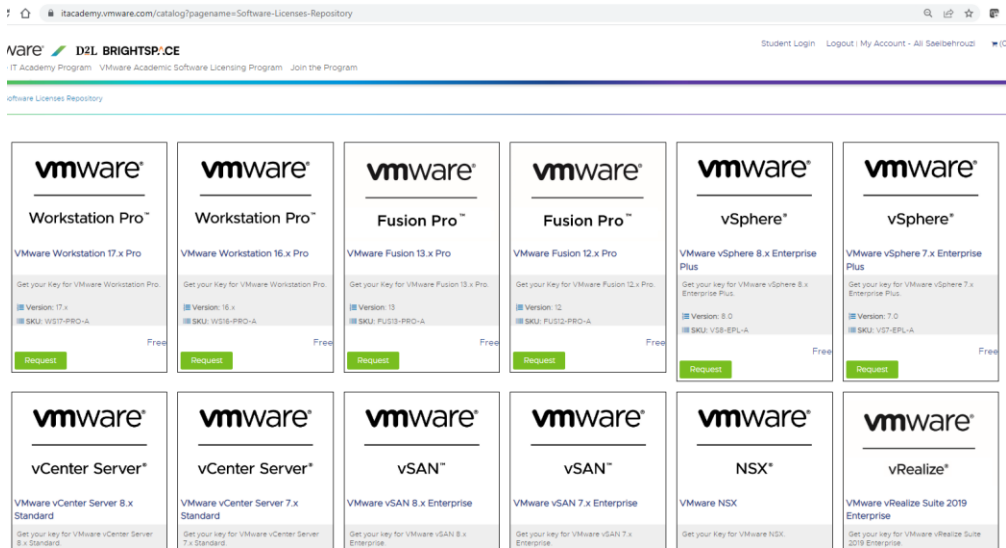 itacademy.vmware.com/catalog?pagename=Software-Licenses-Repository
Student Login Logout | My Account - Ali Saeibehrouzi
D2L BRIGHTSPACE
IT Academy Program VMware Academic Software Licensing Program Join the Program
Software Licenses Repository
vmware® vmware® vmware® vmware® vmware® vmware®
Workstation Pro™ Workstation Pro™ Fusion Pro™ Fusion Pro™ vSphere® vSphere®
VMware Workstation 17.x Pro
Get your Key for VMware Workstation Pro.
Version: 17.x
SKU: WS17-PRO-A
Free
Request
VMware Workstation 16.x Pro
Get your Key for VMware Workstation Pro.
Version: 16.x
SKU: WS16-PRO-A
Free
Request
VMware Fusion 13.x Pro
Get your Key for VMware Fusion 13.x Pro.
Version: 13
SKU: FUS13-PRO-A
Free
Request
VMware Fusion 12.x Pro
Get your Key for VMware Fusion 12.x Pro.
Version: 12
SKU: FUS12-PRO-A
Free
Request
VMware vSphere 8.x Enterprise
Plus
Get your key for VMware vSphere 8.x
Enterprise Plus.
Version: 8.0
SKU: VS8-EPL-A
Free
Request
VMware vSphere 7.x Enterprise
Plus
Get your key for VMware vSphere 7.x
Enterprise Plus.
Version: 7.0
SKU: VS7-EPL-A
Free
Request
vmware® vmware® vmware® vmware® vmware® vmware®
vCenter Server® vCenter Server® vSAN™ vSAN™ NSX® vRealize®
VMware vCenter Server 8.x
Standard
Get your key for VMware vCenter Server
8.x Standard.
VMware vCenter Server 7.x
Standard
Get your key for VMware vCenter Server
7.x Standard.
VMware vSAN 8.x Enterprise
Get your key for VMware vSAN 8.x
Enterprise.
VMware vSAN 7.x Enterprise
Get your key for VMware vSAN 7.x
Enterprise.
VMware NSX
Get your key for VMware NSX.
VMware vRealize Suite 2019
Enterprise
Get your key for VMware vRealize Suite
2019 Enterprise.